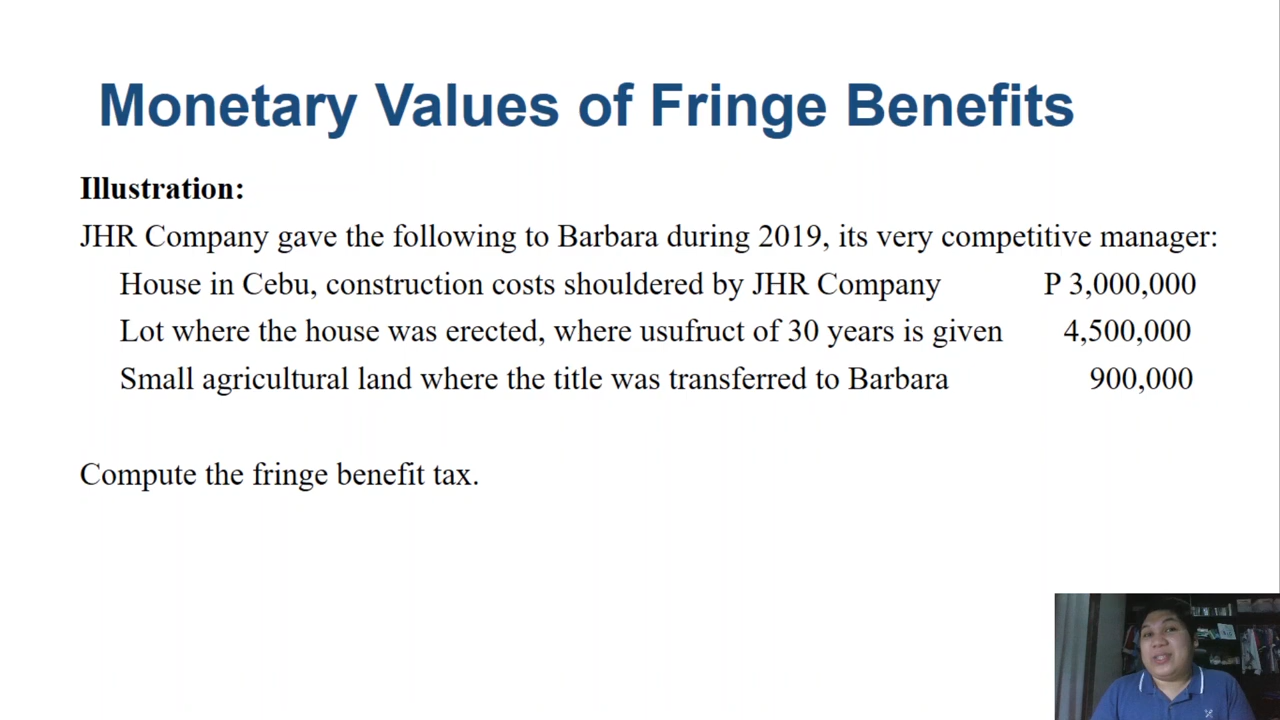 Monetary Values of Fringe Benefits
Illustration:
JHR Company gave the following to Barbara during 2019, its very competitive manager:
House in Cebu, construction costs shouldered by JHR Company P 3,000,000
Lot where the house was erected, where usufruct of 30 years is given 4,500,000
Small agricultural land where the title was transferred to Barbara 900,000
Compute the fringe benefit tax.